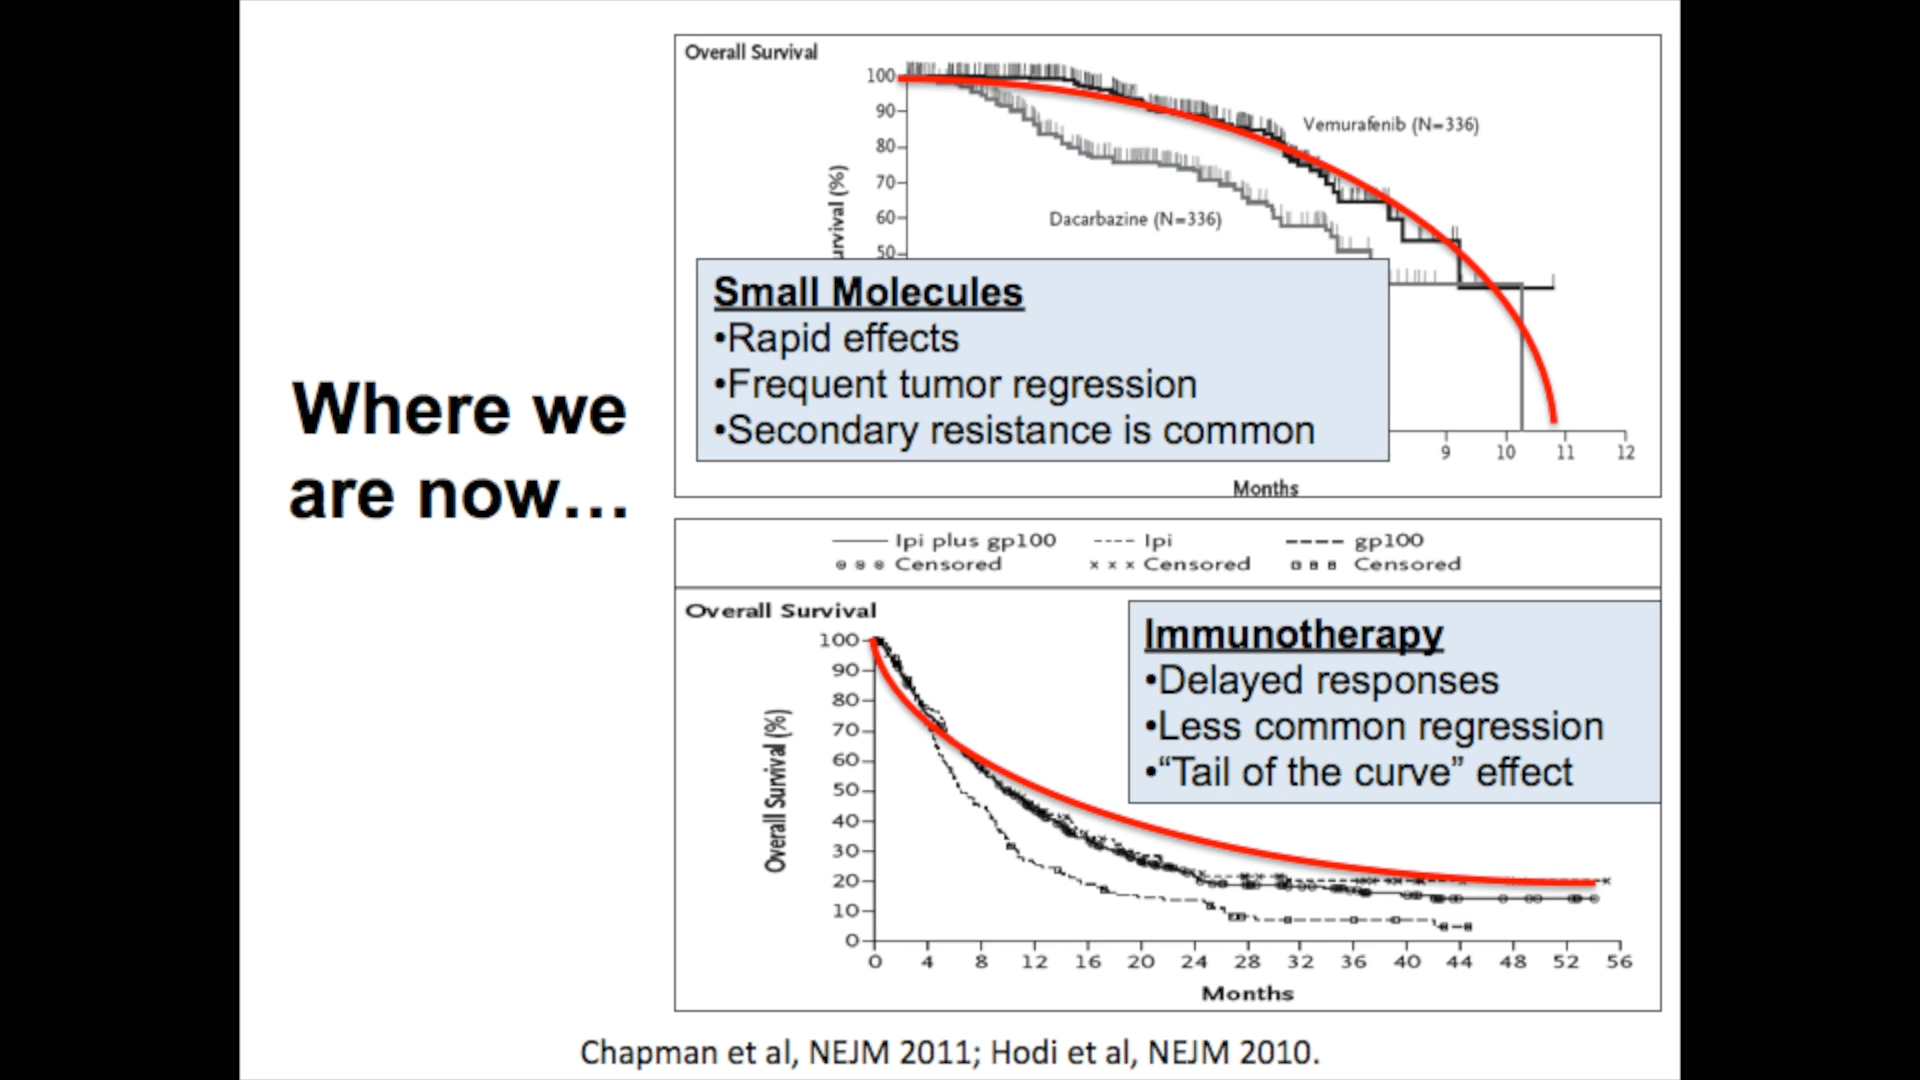 Where we
are now…
Overall Survival
100
90
80
70
60
50
urvival (%)
Vemurafenib (N=336)
Dacarbazine (N=336)
Small Molecules
•Rapid effects
•Frequent tumor regression
•Secondary resistance is common
9 10 11 12
Months
Ipi plus gp100 Ipi gp100
Censored Censored Censored
Overall Survival
Immunotherapy
•Delayed responses
•Less common regression
•“Tail of the curve” effect
Overall Survival (%)
100
90
80
70
60
50
40
30
20
10
0
0 4 8 12 16 20 24 28 32 36 40 44 48 52 56
Months
Chapman et al, NEJM 2011; Hodi et al, NEJM 2010.